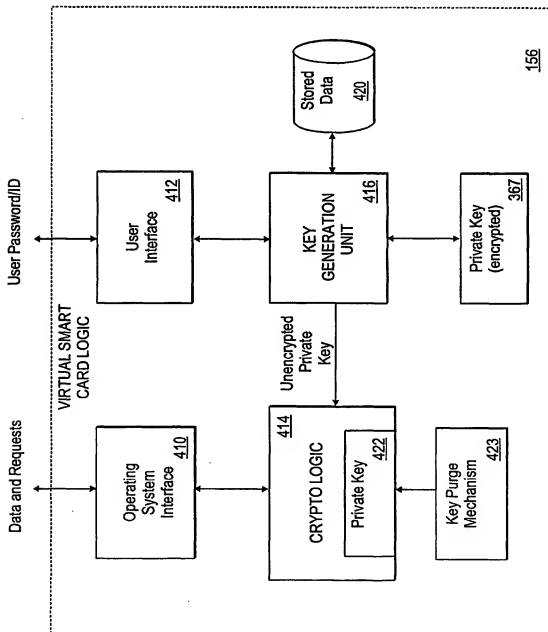 Data and Requests
User Password/ID
VIRTUAL SMART
CARD LOGIC
Operating
System
Interface
410
User
Interface
412
CRYPTO LOGIC
414
Private Key
422
Unencrypted
Private
Key
KEY
GENERATION
UNIT
416
Stored
Data
420
Key Purge
Mechanism
423
Private Key
(encrypted)
367
156